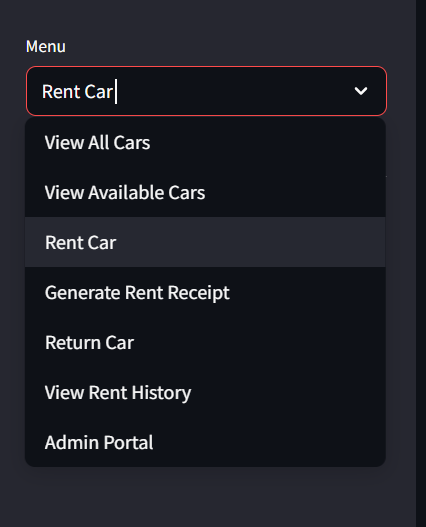 Menu
Rent Car
View All Cars
View Available Cars
Rent Car
Generate Rent Receipt
Return Car
View Rent History
Admin Portal